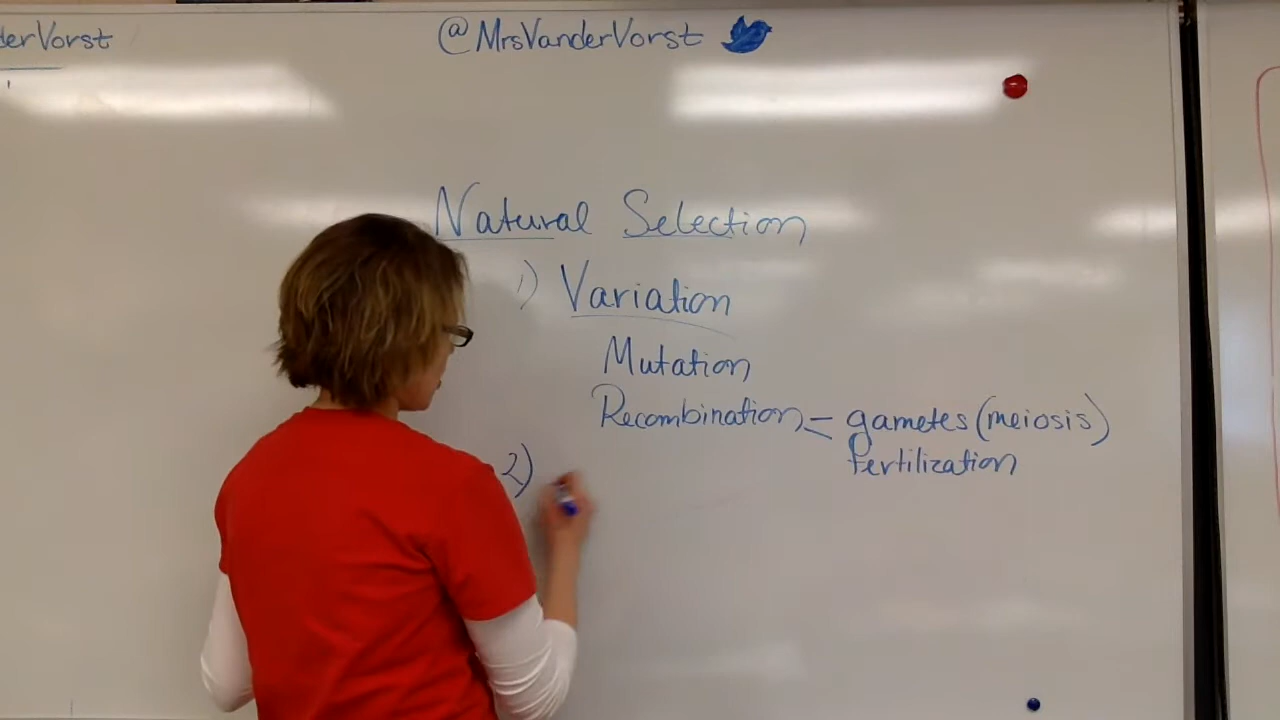 derVorst
@MrsVanderVorst
Natural Selection
1) Variation
Mutation
Recombination = gametes (meiosis)
fertilization
2)